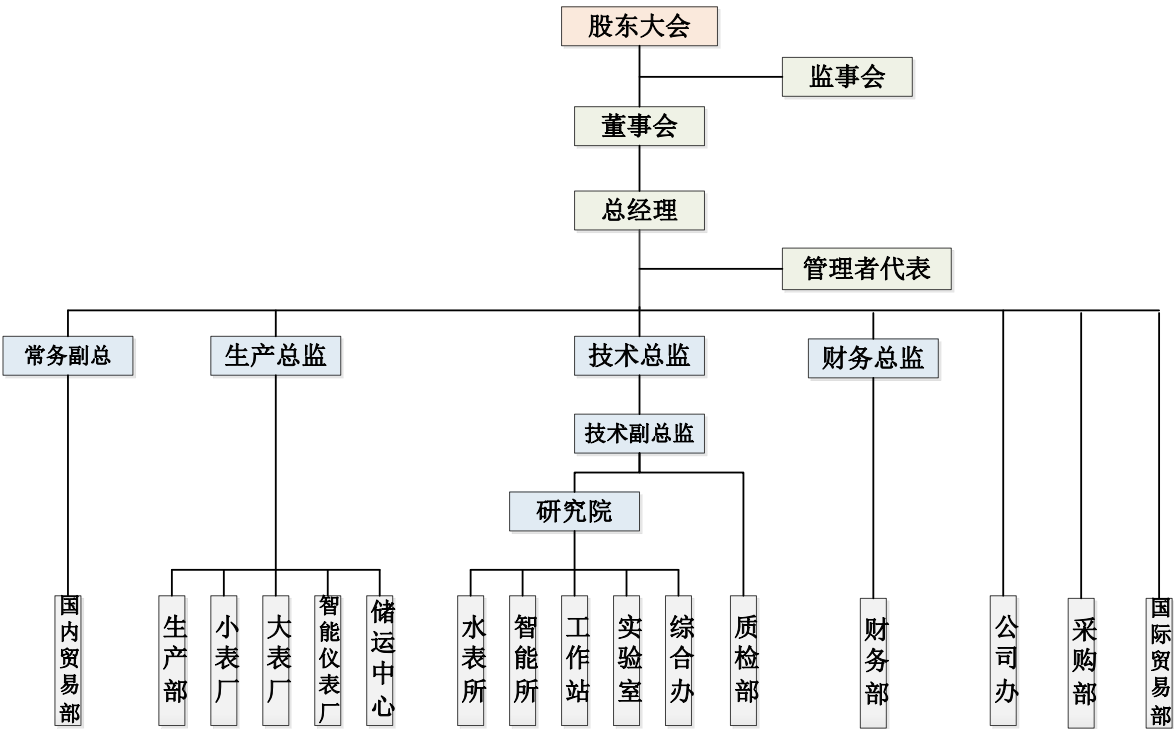 股东大会
监事会
董事会
总经理
管理者代表
常务副总
生产总监
技术总监
财务总监
技术副总监
研究院
国内贸易部
生产部
小表厂
大表厂
智能仪表厂
储运中心
水表所
智能所
工作站
实验室
综合办
质检部
财务部
公司办
采购部
国际贸易部